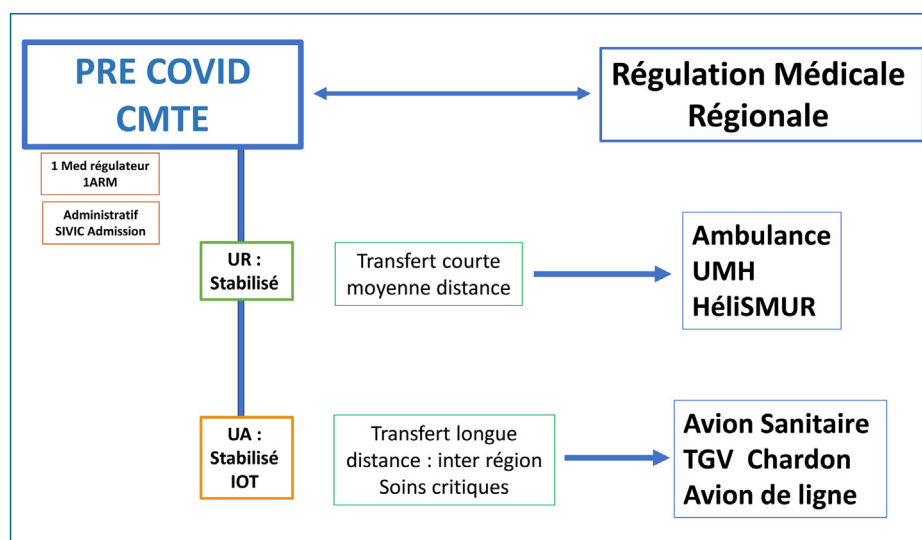 PRE COVID
CMTE
Régulation Médicale
Régionale
1 Med régulateur
1ARM
Administratif
SIVIC Admission
UR :
Stabilisé
Transfert courte
moyenne distance
Ambulance
UMH
HéliSMUR
UA :
Stabilisé
IOT
Transfert longue
distance : inter région
Soins critiques
Avion Sanitaire
TGV  Chardon
Avion de ligne